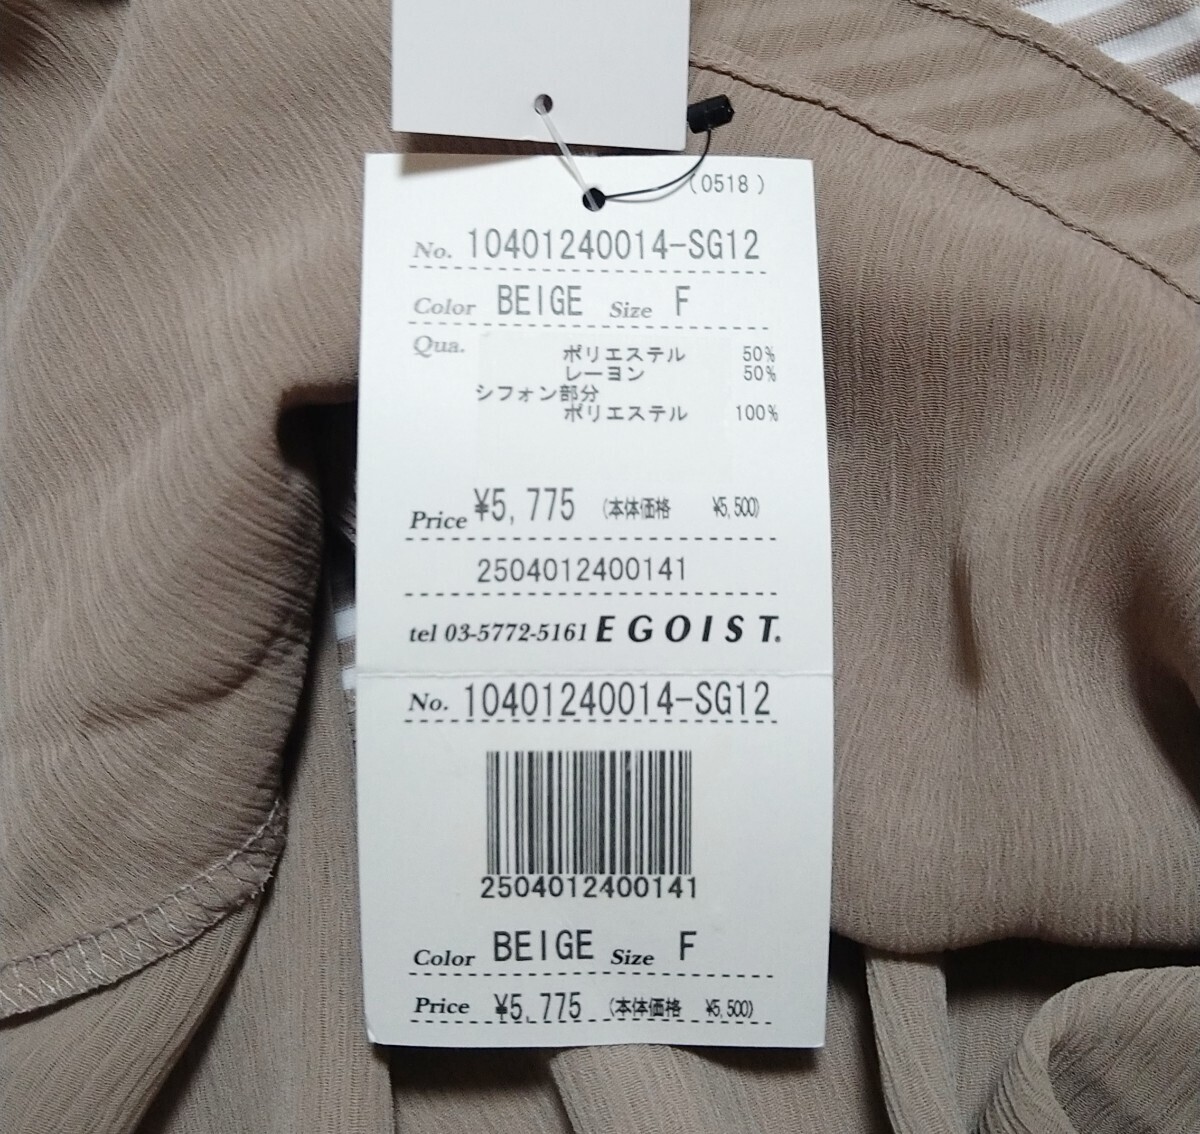 (0518)
No. 10401240014-SG12
Color BEIGE Size F
Qua.
ポリエステル 50%
レーヨン 50%
シフォン部分
ポリエステル 100%
Price ¥5,775 (本体価格 ¥5,500)
2504012400141
tel 03-5772-5161 EGOIST.
No. 10401240014-SG12
2504012400141
Color BEIGE Size F
Price ¥5,775 (本体価格 ¥5,500)